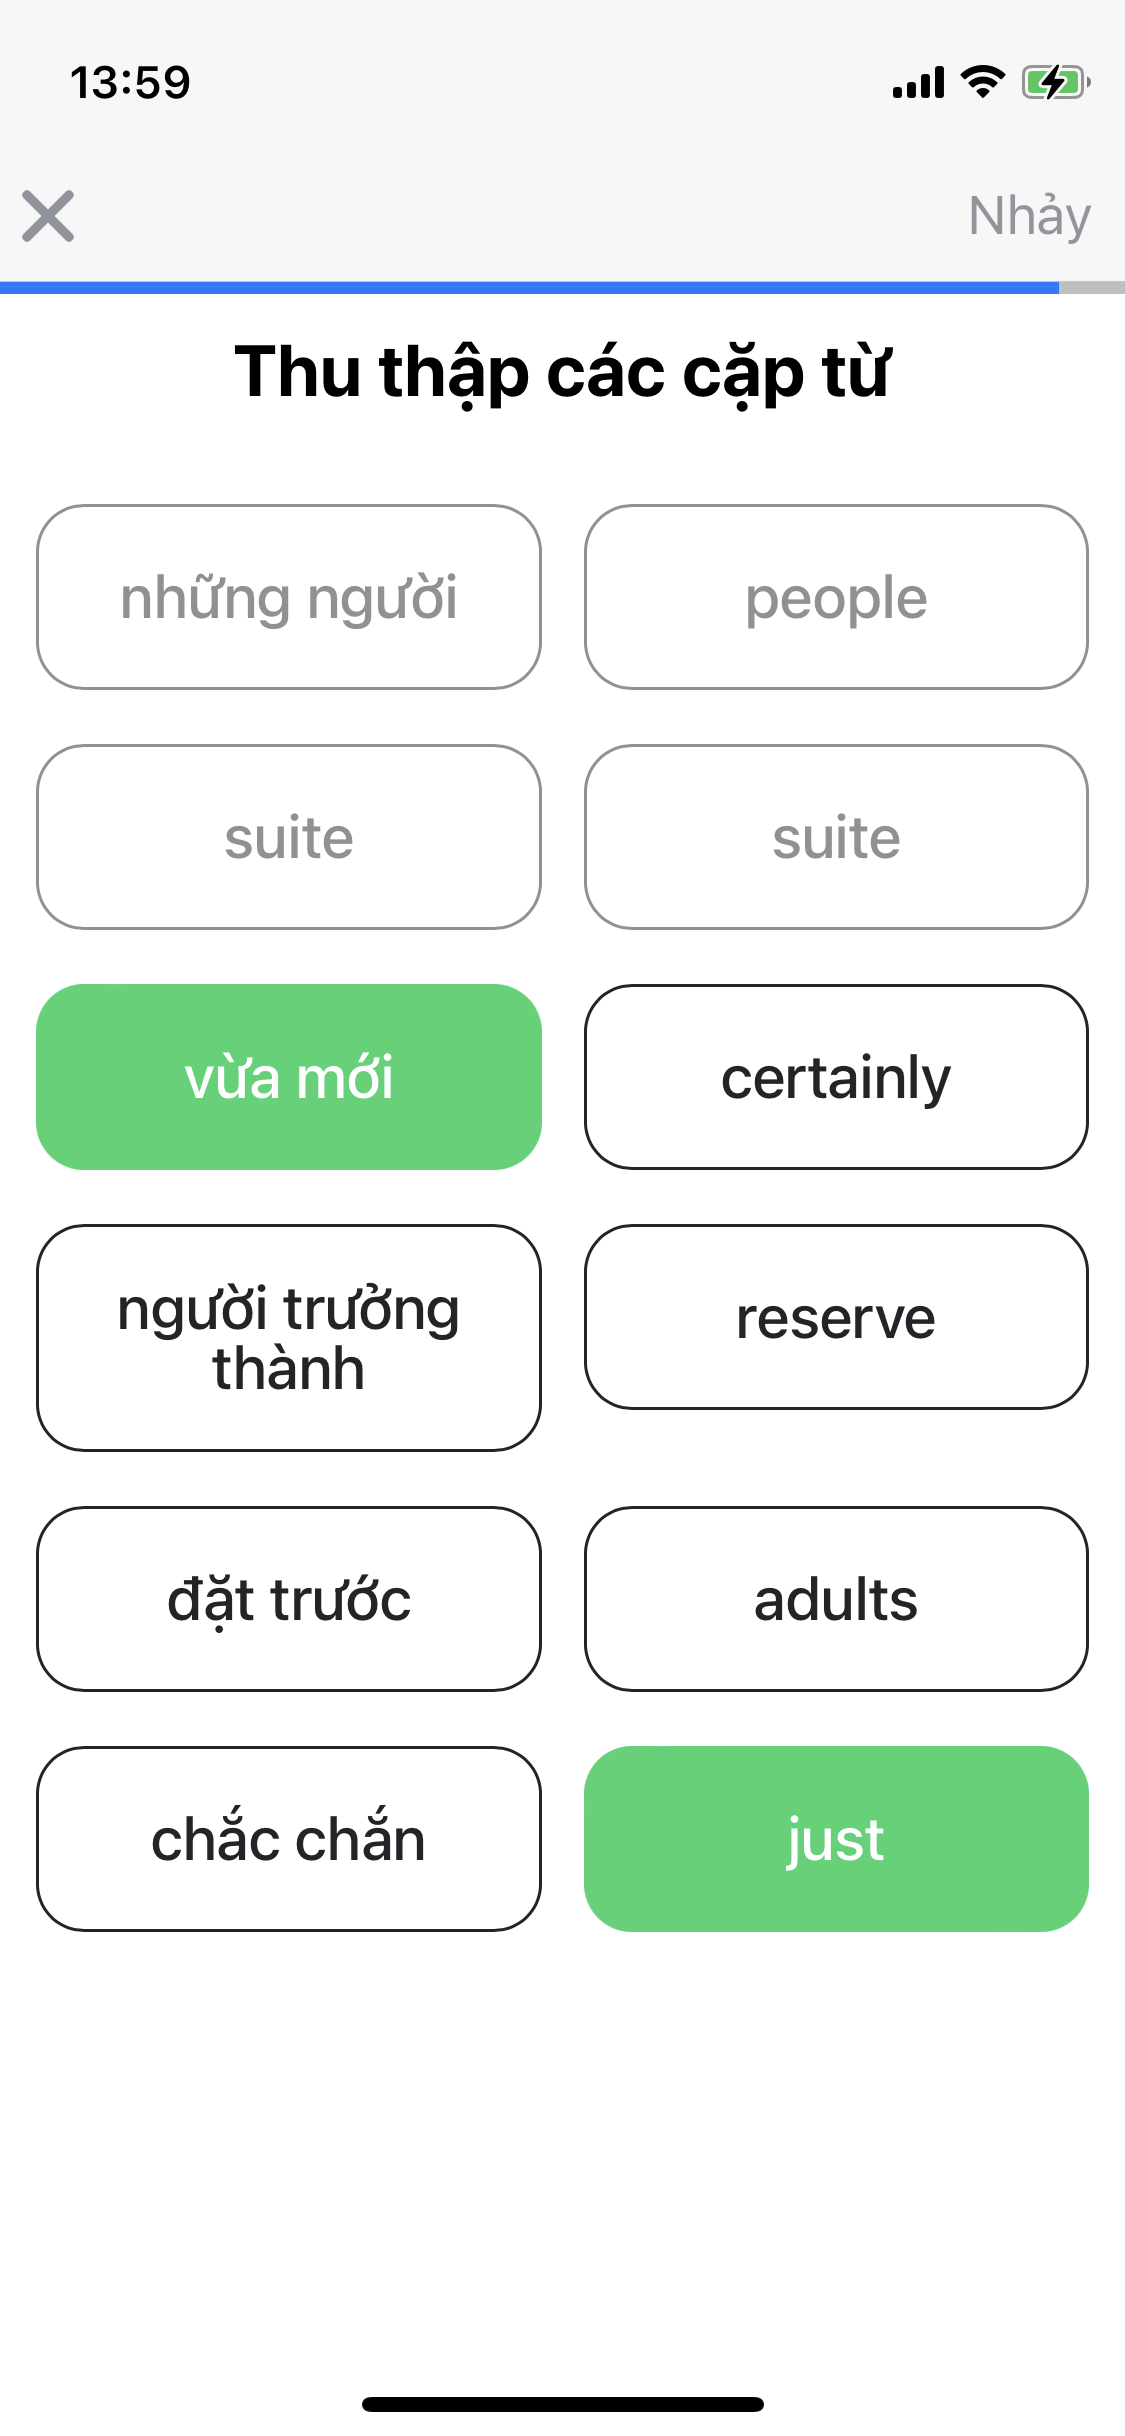 13:59
Nhảy
Thu thập các cặp từ
những người
people
suite
suite
vừa mới
certainly
người trưởng
thành
reserve
đặt trước
adults
chắc chắn
just